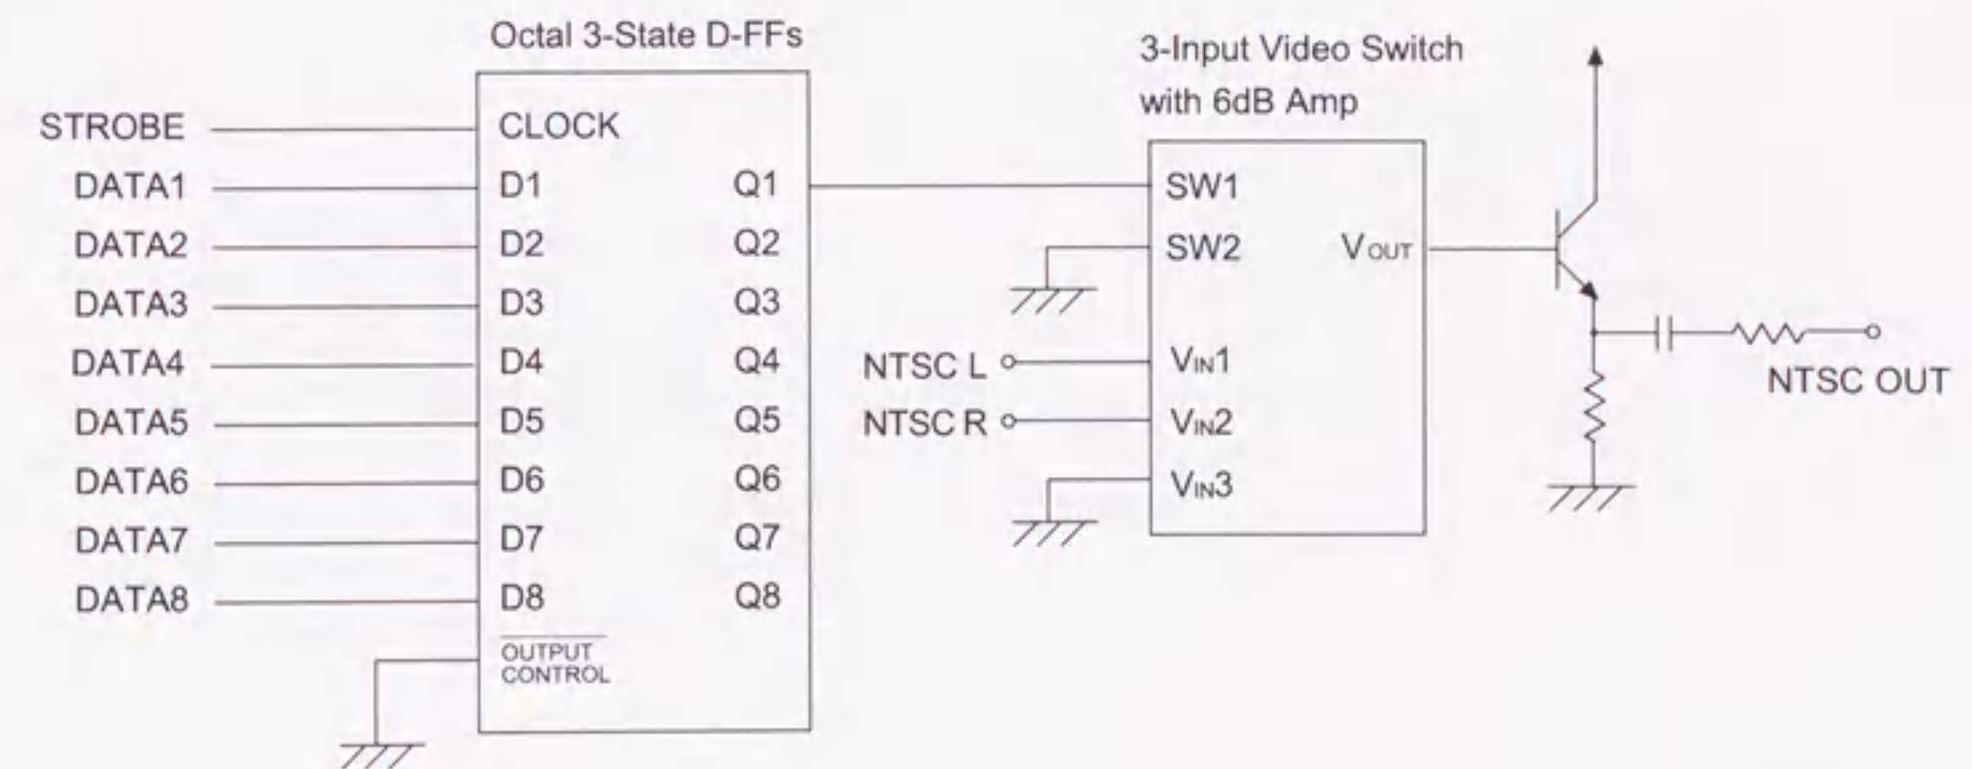 Octal 3-State D-FFs
STROBE
DATA1
DATA2
DATA3
DATA4
DATA5
DATA6
DATA7
DATA8
CLOCK
D1
D2
D3
D4
D5
D6
D7
D8
OUTPUT
CONTROL
Q1
Q2
Q3
Q4
Q5
Q6
Q7
Q8
3-Input Video Switch
with 6dB Amp
SW1
SW2
VOUT
NTSC L
NTSC R
VIN1
VIN2
VIN3
NTSC OUT